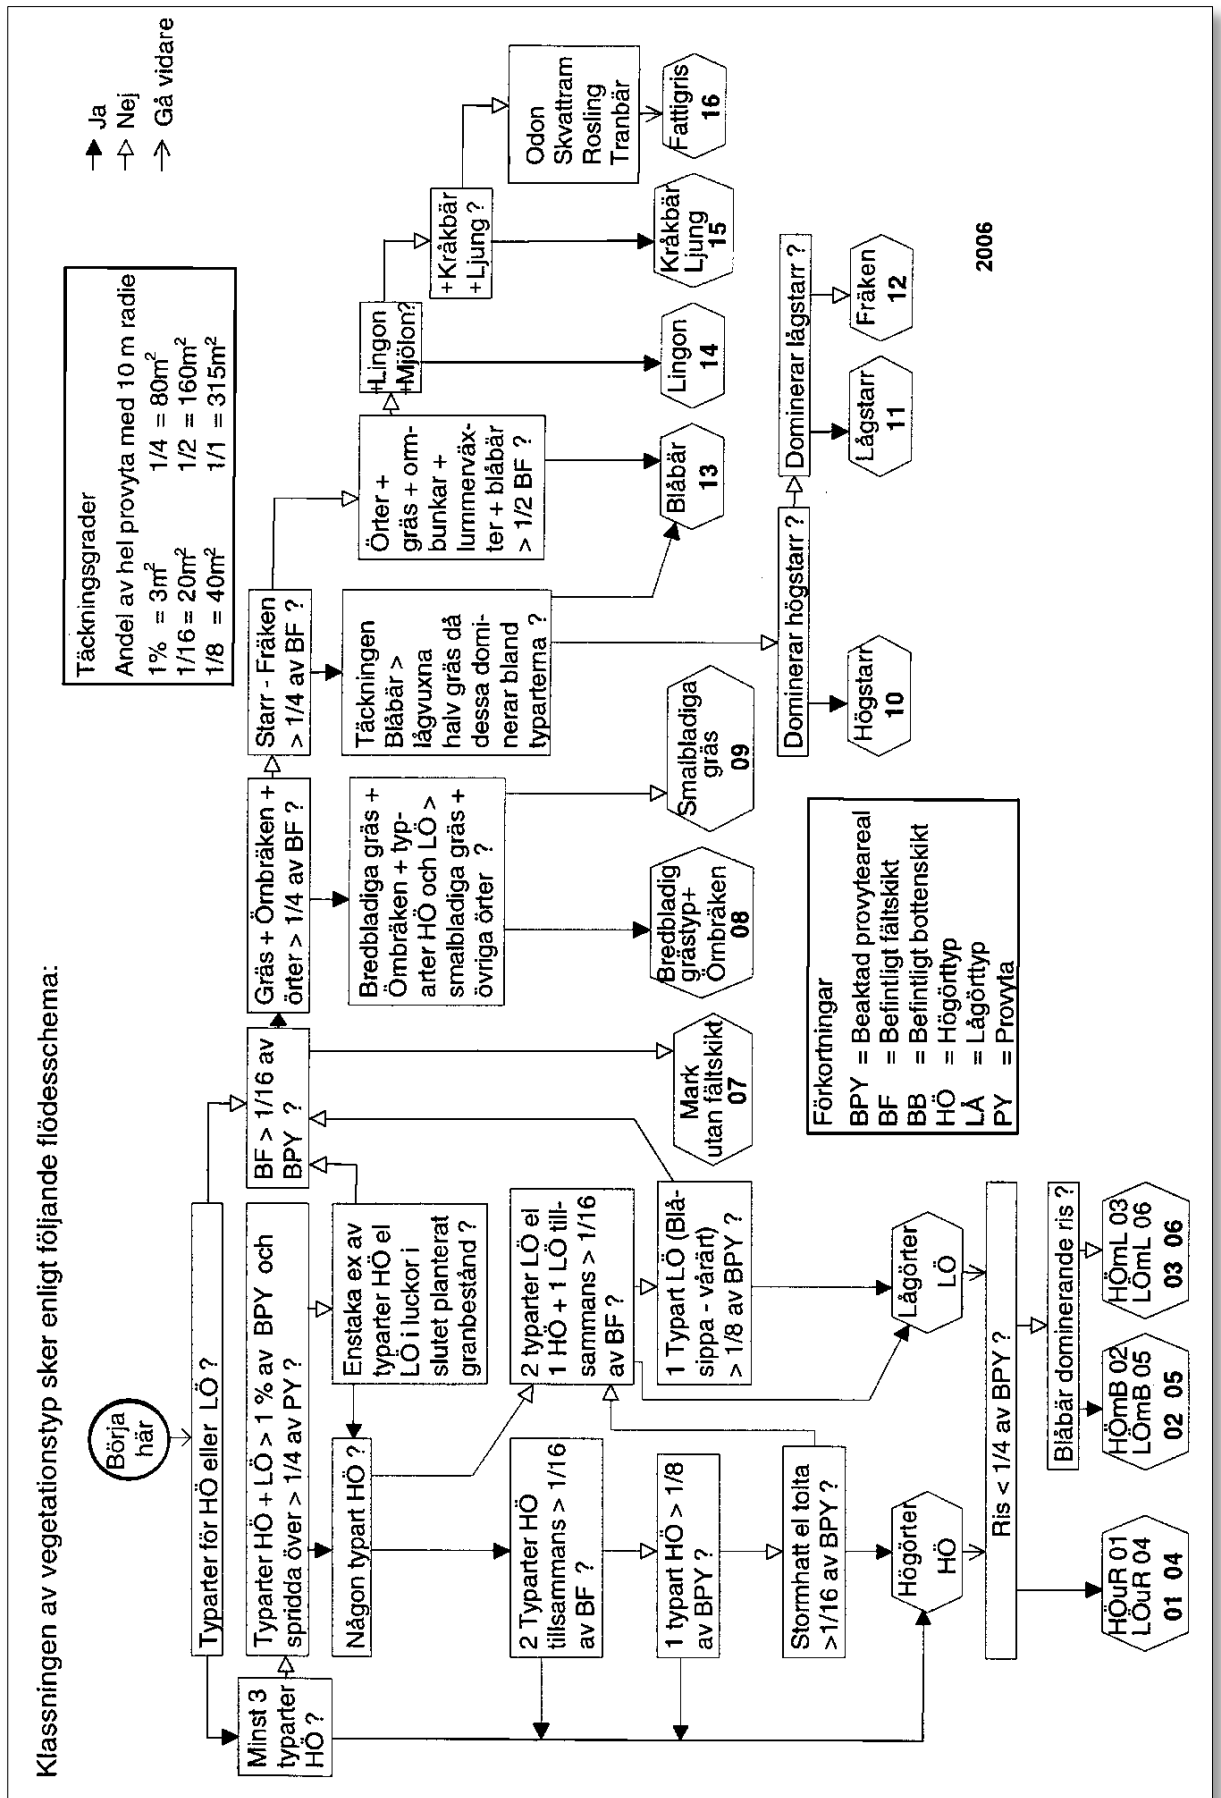 Klassningen av vegetationstyp sker enligt följande flödesschema:
Börja
här
Ja
Nej
Gå vidare
Täckningsgrader
Andel av hel provyta med 10 m radie
1% = 3m² 1/4 = 80m²
1/16 = 20m² 1/2 = 160m²
1/8 = 40m² 1/1 = 315m²
Typarter för HÖ eller LÖ ?
Minst 3
typarter
HÖ ?
Typarter HÖ + LÖ > 1 % av BPY och
spridda över > 1/4 av PY ?
BF > 1/16 av
BPY ?
Gräs + Örnbräken +
örter > 1/4 av BF ?
Starr - Fräken
> 1/4 av BF ?
Någon typart HÖ ?
Enstaka ex av
typarter HÖ el
LÖ i luckor i
slutet planterat
granbestånd ?
Bredbladiga gräs +
Örnbräken + typ-
arter HÖ och LÖ >
smalbladiga gräs +
övriga örter ?
Täckningen
Blåbär >
lågvuxna
halv gräs då
dessa domi-
nerar bland
typarterna ?
Örter +
gräs + orm-
bunkar +
lummerväx-
ter + blåbär
> 1/2 BF ?
+Lingon
+Mjölon?
+Kråkbär
+Ljung ?
Odon
Skvattram
Rosling
Tranbär
2 Typarter HÖ
tillsammans > 1/16
av BF ?
2 typarter LÖ el
1 HÖ + 1 LÖ till-
sammans > 1/16
av BF ?
1 typart HÖ > 1/8
av BPY ?
1 Typart LÖ (Blå-
sippa - vårärt)
> 1/8 av BPY ?
Mark
utan fältskikt
07
Bredbladig
grästyp+
Örnbräken
08
Smalbladiga
gräs
09
Blåbär
13
Lingon
14
Kråkbär
Ljung
15
Fattigris
16
Stormhatt el tolta
>1/16 av BPY ?
Dominerar högstarr ?
Dominerar lågstarr ?
Högstarr
10
Lågstarr
11
Fräken
12
Högörter
HÖ
Lågörter
LÖ
Förkortningar
BPY = Beaktad provyteareal
BF = Befintligt fältskikt
BB = Befintligt bottenskikt
HÖ = Högörttyp
LÅ = Lågörttyp
PY = Provyta
2006
Ris < 1/4 av BPY ?
Blåbär dominerande ris ?
HÖuR 01
LÖuR 04
01 04
HÖmB 02
LÖmB 05
02 05
HÖmL 03
LÖmL 06
03 06